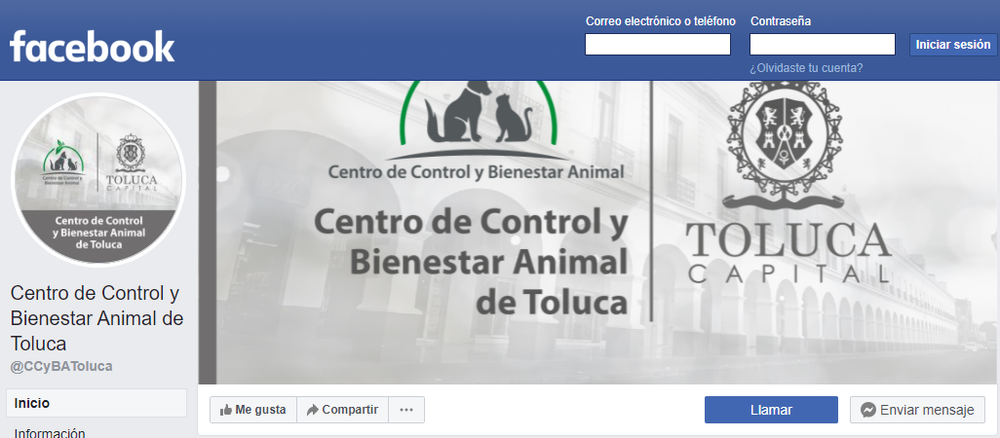 facebook
Correo electrónico o teléfono
Contraseña
Iniciar sesión
¿Olvidaste tu cuenta?
Centro de Control y
Bienestar Animal
TOLUCA
CAPITAL
Centro de Control
y Bienestar Animal
de Toluca
Centro de Control y
Bienestar Animal de
Toluca
@CCyBAToluca
Inicio
Información
Centro de Control y Bienestar Animal
Centro de Control y
Bienestar Animal
de Toluca
TOLUCA
CAPITAL
Me gusta
Compartir
Llamar
Enviar mensaje